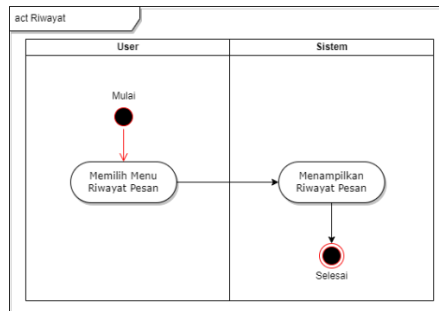 act Riwayat
User
Sistem
Mulai
Memilih Menu
Riwayat Pesan
Menampilkan
Riwayat Pesan
Selesai